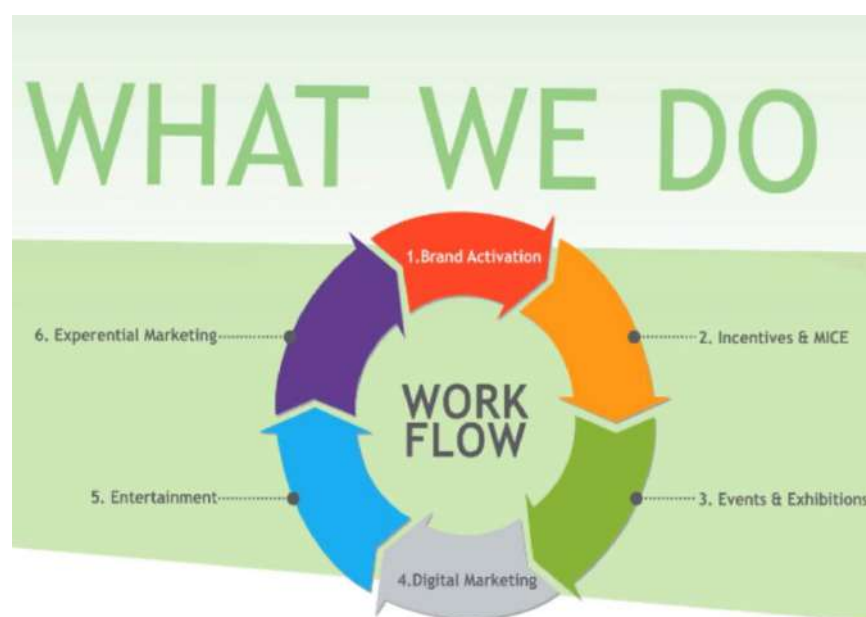 WHAT WE DO
1.Brand Activation
2. Incentives & MICE
3. Events & Exhibitions
4.Digital Marketing
5. Entertainment
6. Experential Marketing
WORK
FLOW